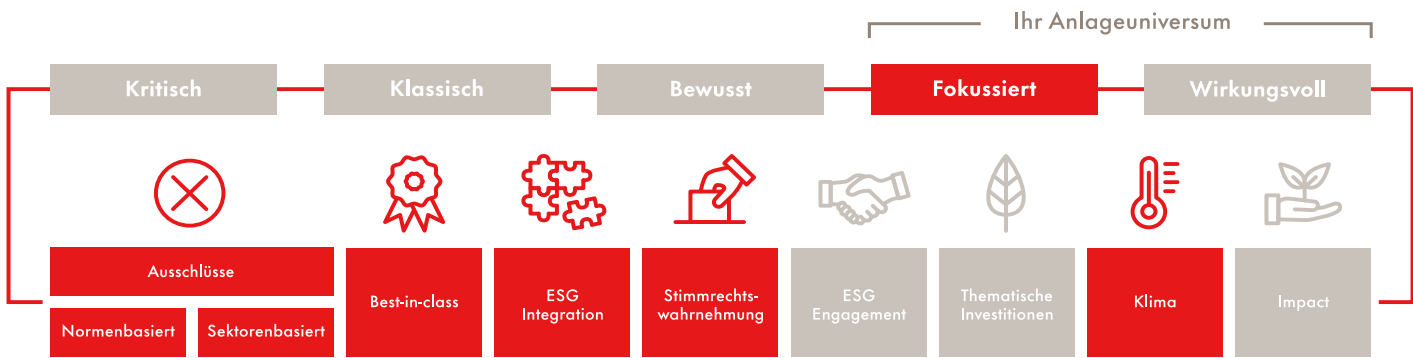 Ihr Anlageuniversum
Kritisch
Klassisch
Bewusst
Fokussiert
Wirkungsvoll
Ausschlüsse
Normenbasiert
Sektorenbasiert
Best-in-class
ESG
Integration
Stimmrechts-
wahrnehmung
ESG
Engagement
Thematische
Investitionen
Klima
Impact